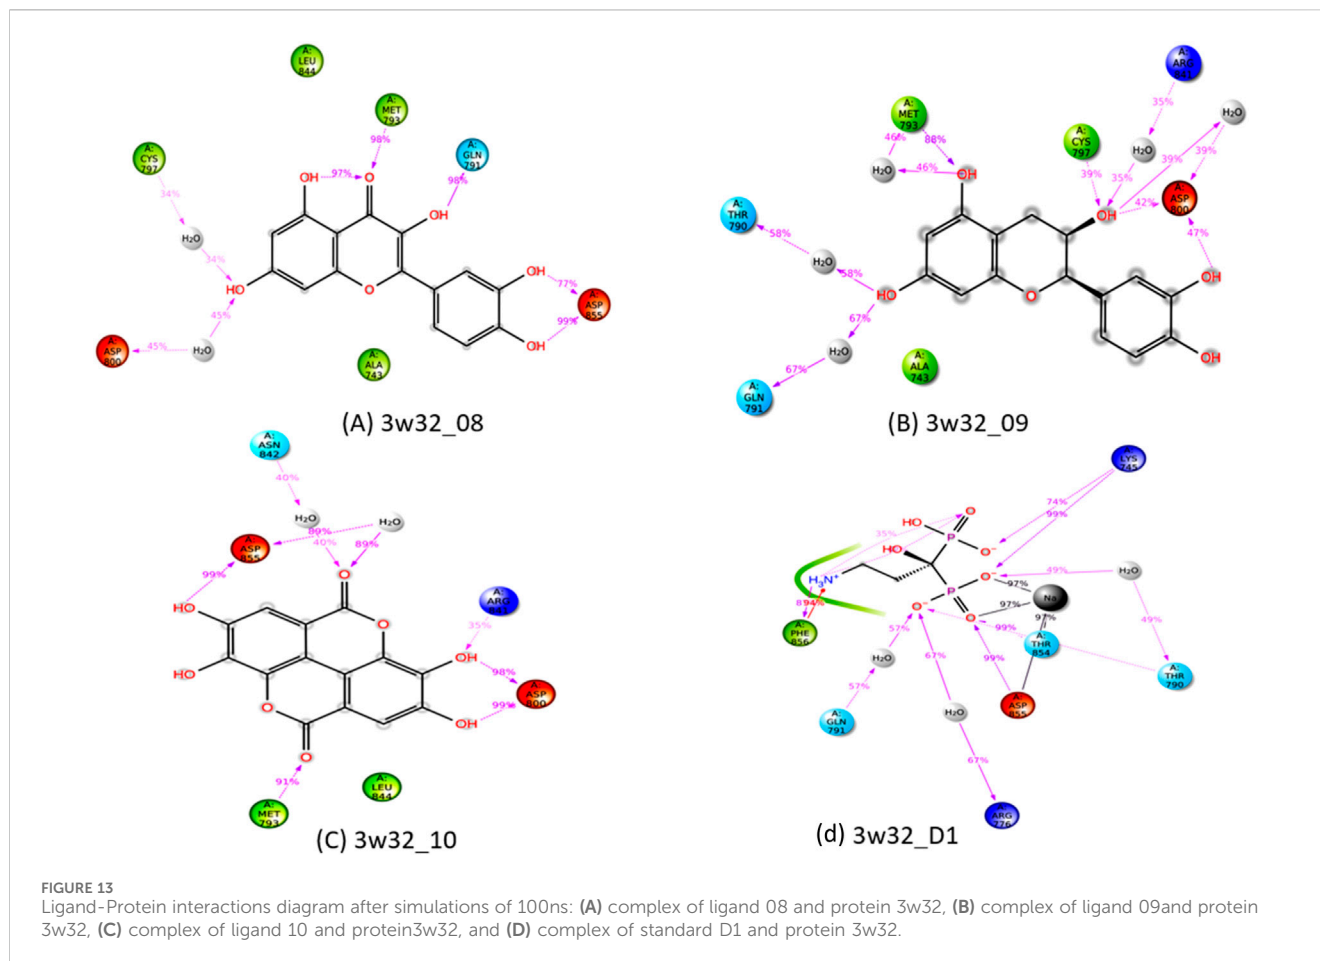 A:
LEU
844
A:
MET
793
A:
CYS
797
A:
GLN
791
98%
97%
98%
OH
O
OH
34%
H₂O
34%
HO
O
OH
77%
A:
ASP
855
99%
OH
45%
45%
H₂O
A:
ASP
800
A:
ALA
743
(A) 3w32_08
A:
ARG
841
A:
MET
793
46%
88%
H₂O
46%
OH
A:
CYS
797
35%
H₂O
H₂O
39%
39%
35%
39%
OH
42%
A:
ASP
800
47%
A:
THR
790
58%
H₂O
58%
HO
O
OH
OH
67%
H₂O
67%
A:
GLN
791
A:
ALA
743
(B) 3w32_09
A:
ASN
842
40%
H₂O
H₂O
89%
40%
89%
A:
ASP
855
99%
O
HO
O
A:
ARG
841
35%
OH
98%
HO
A:
ASP
800
99%
O
OH
O
91%
A:
MET
793
A:
LEU
844
(C) 3w32_10
A:
LYS
745
74%
99%
O
HO
35%
P
O⁻
HO
H₃N⁺
94%
A:
PHE
856
P
O⁻
49%
H₂O
97%
97%
Na
97%
O⁻
O
99%
A:
THR
854
49%
57%
H₂O
57%
67%
99%
A:
THR
790
A:
GLN
791
H₂O
A:
ASP
855
67%
A:
ARG
776
(d) 3w32_D1
FIGURE 13
Ligand-Protein interactions diagram after simulations of 100ns: (A) complex of ligand 08 and protein 3w32, (B) complex of ligand 09and protein
3w32, (C) complex of ligand 10 and protein3w32, and (D) complex of standard D1 and protein 3w32.